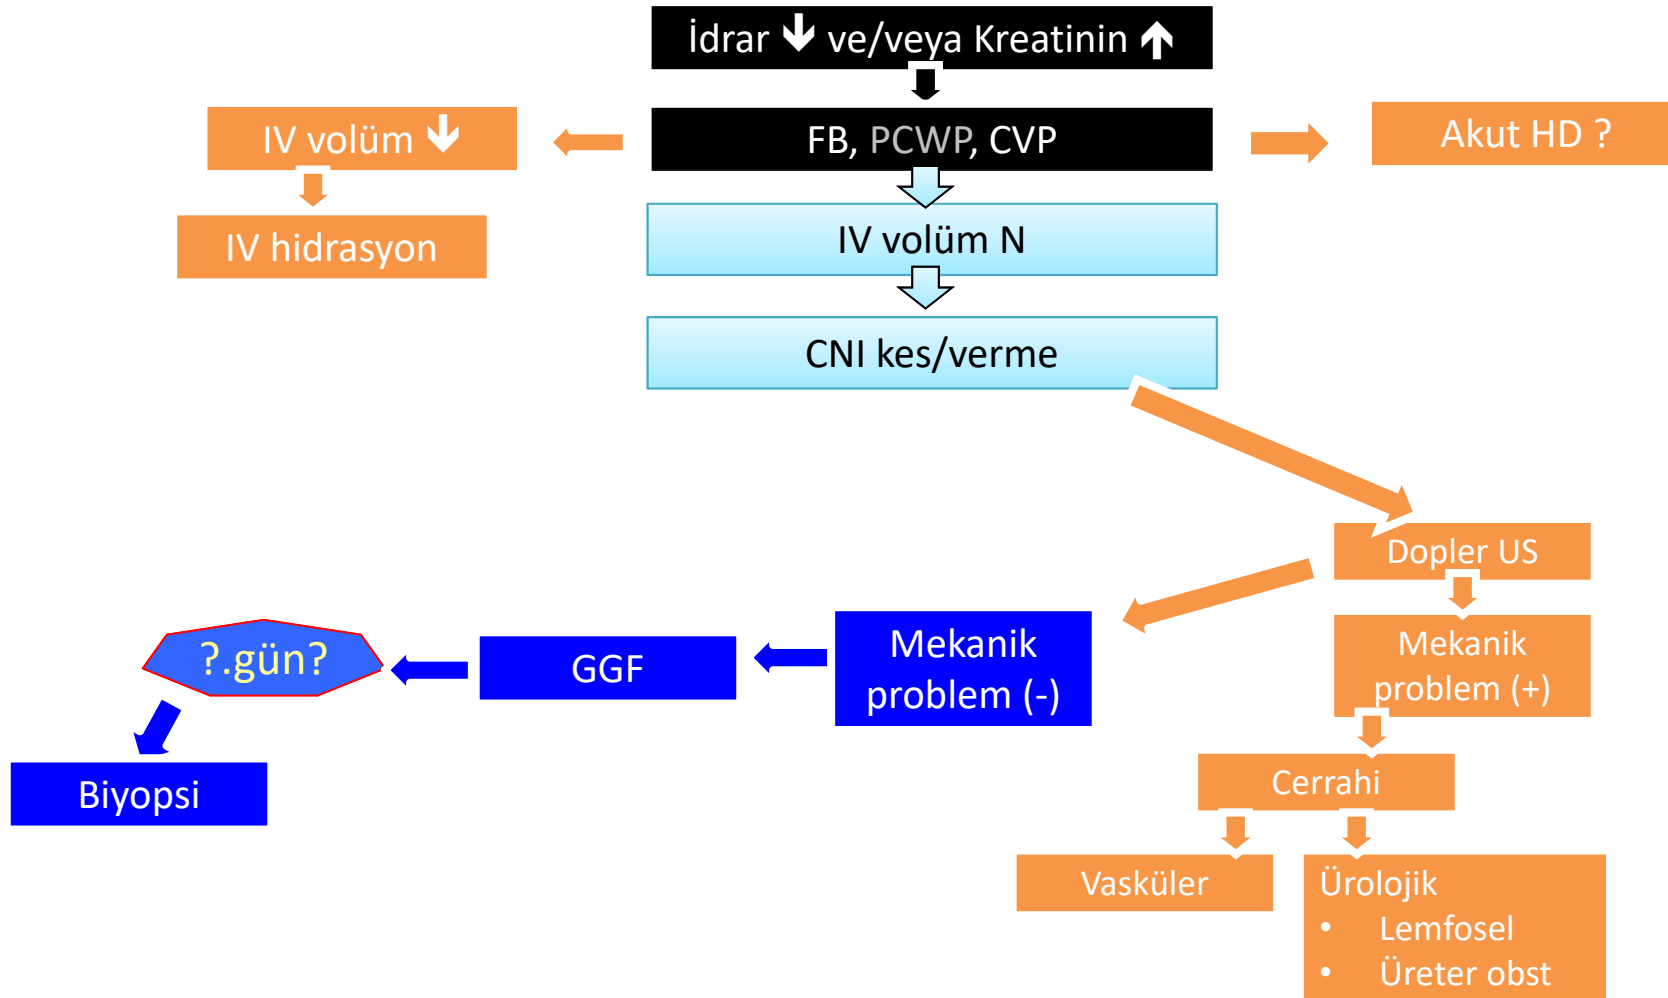 İdrar 🡻 ve/veya Kreatinin 🡹
IV volüm 🡻
FB, PCWP, CVP
Akut HD ?
IV hidrasyon
IV volüm N
CNI kes/verme
Dopler US
Mekanik
problem (+)
Mekanik
problem (-)
GGF
?.gün?
Biyopsi
Cerrahi
Vasküler
Ürolojik
• Lemfosel
• Üreter obst